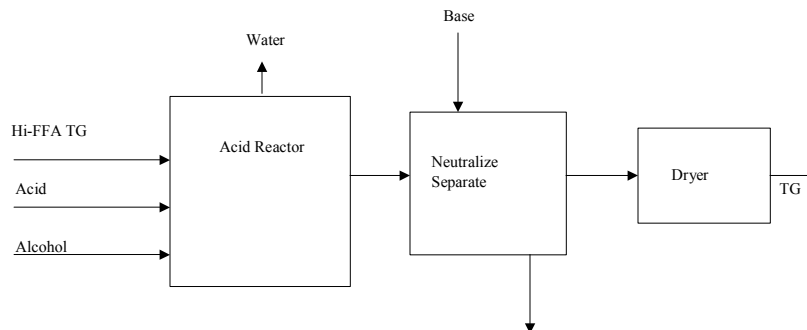 Base
Water
Hi-FFA TG
Acid Reactor
Neutralize
Separate
Dryer
Acid
TG
Alcohol